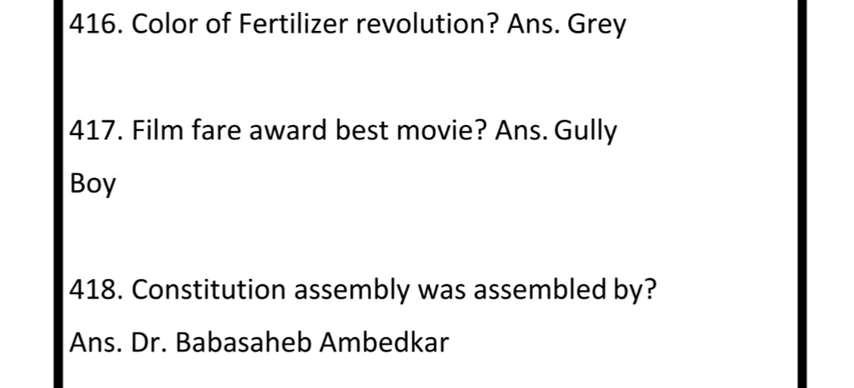 416. Color of Fertilizer revolution? Ans. Grey
417. Film fare award best movie? Ans. Gully
Boy
418. Constitution assembly was assembled by?
Ans. Dr. Babasaheb Ambedkar